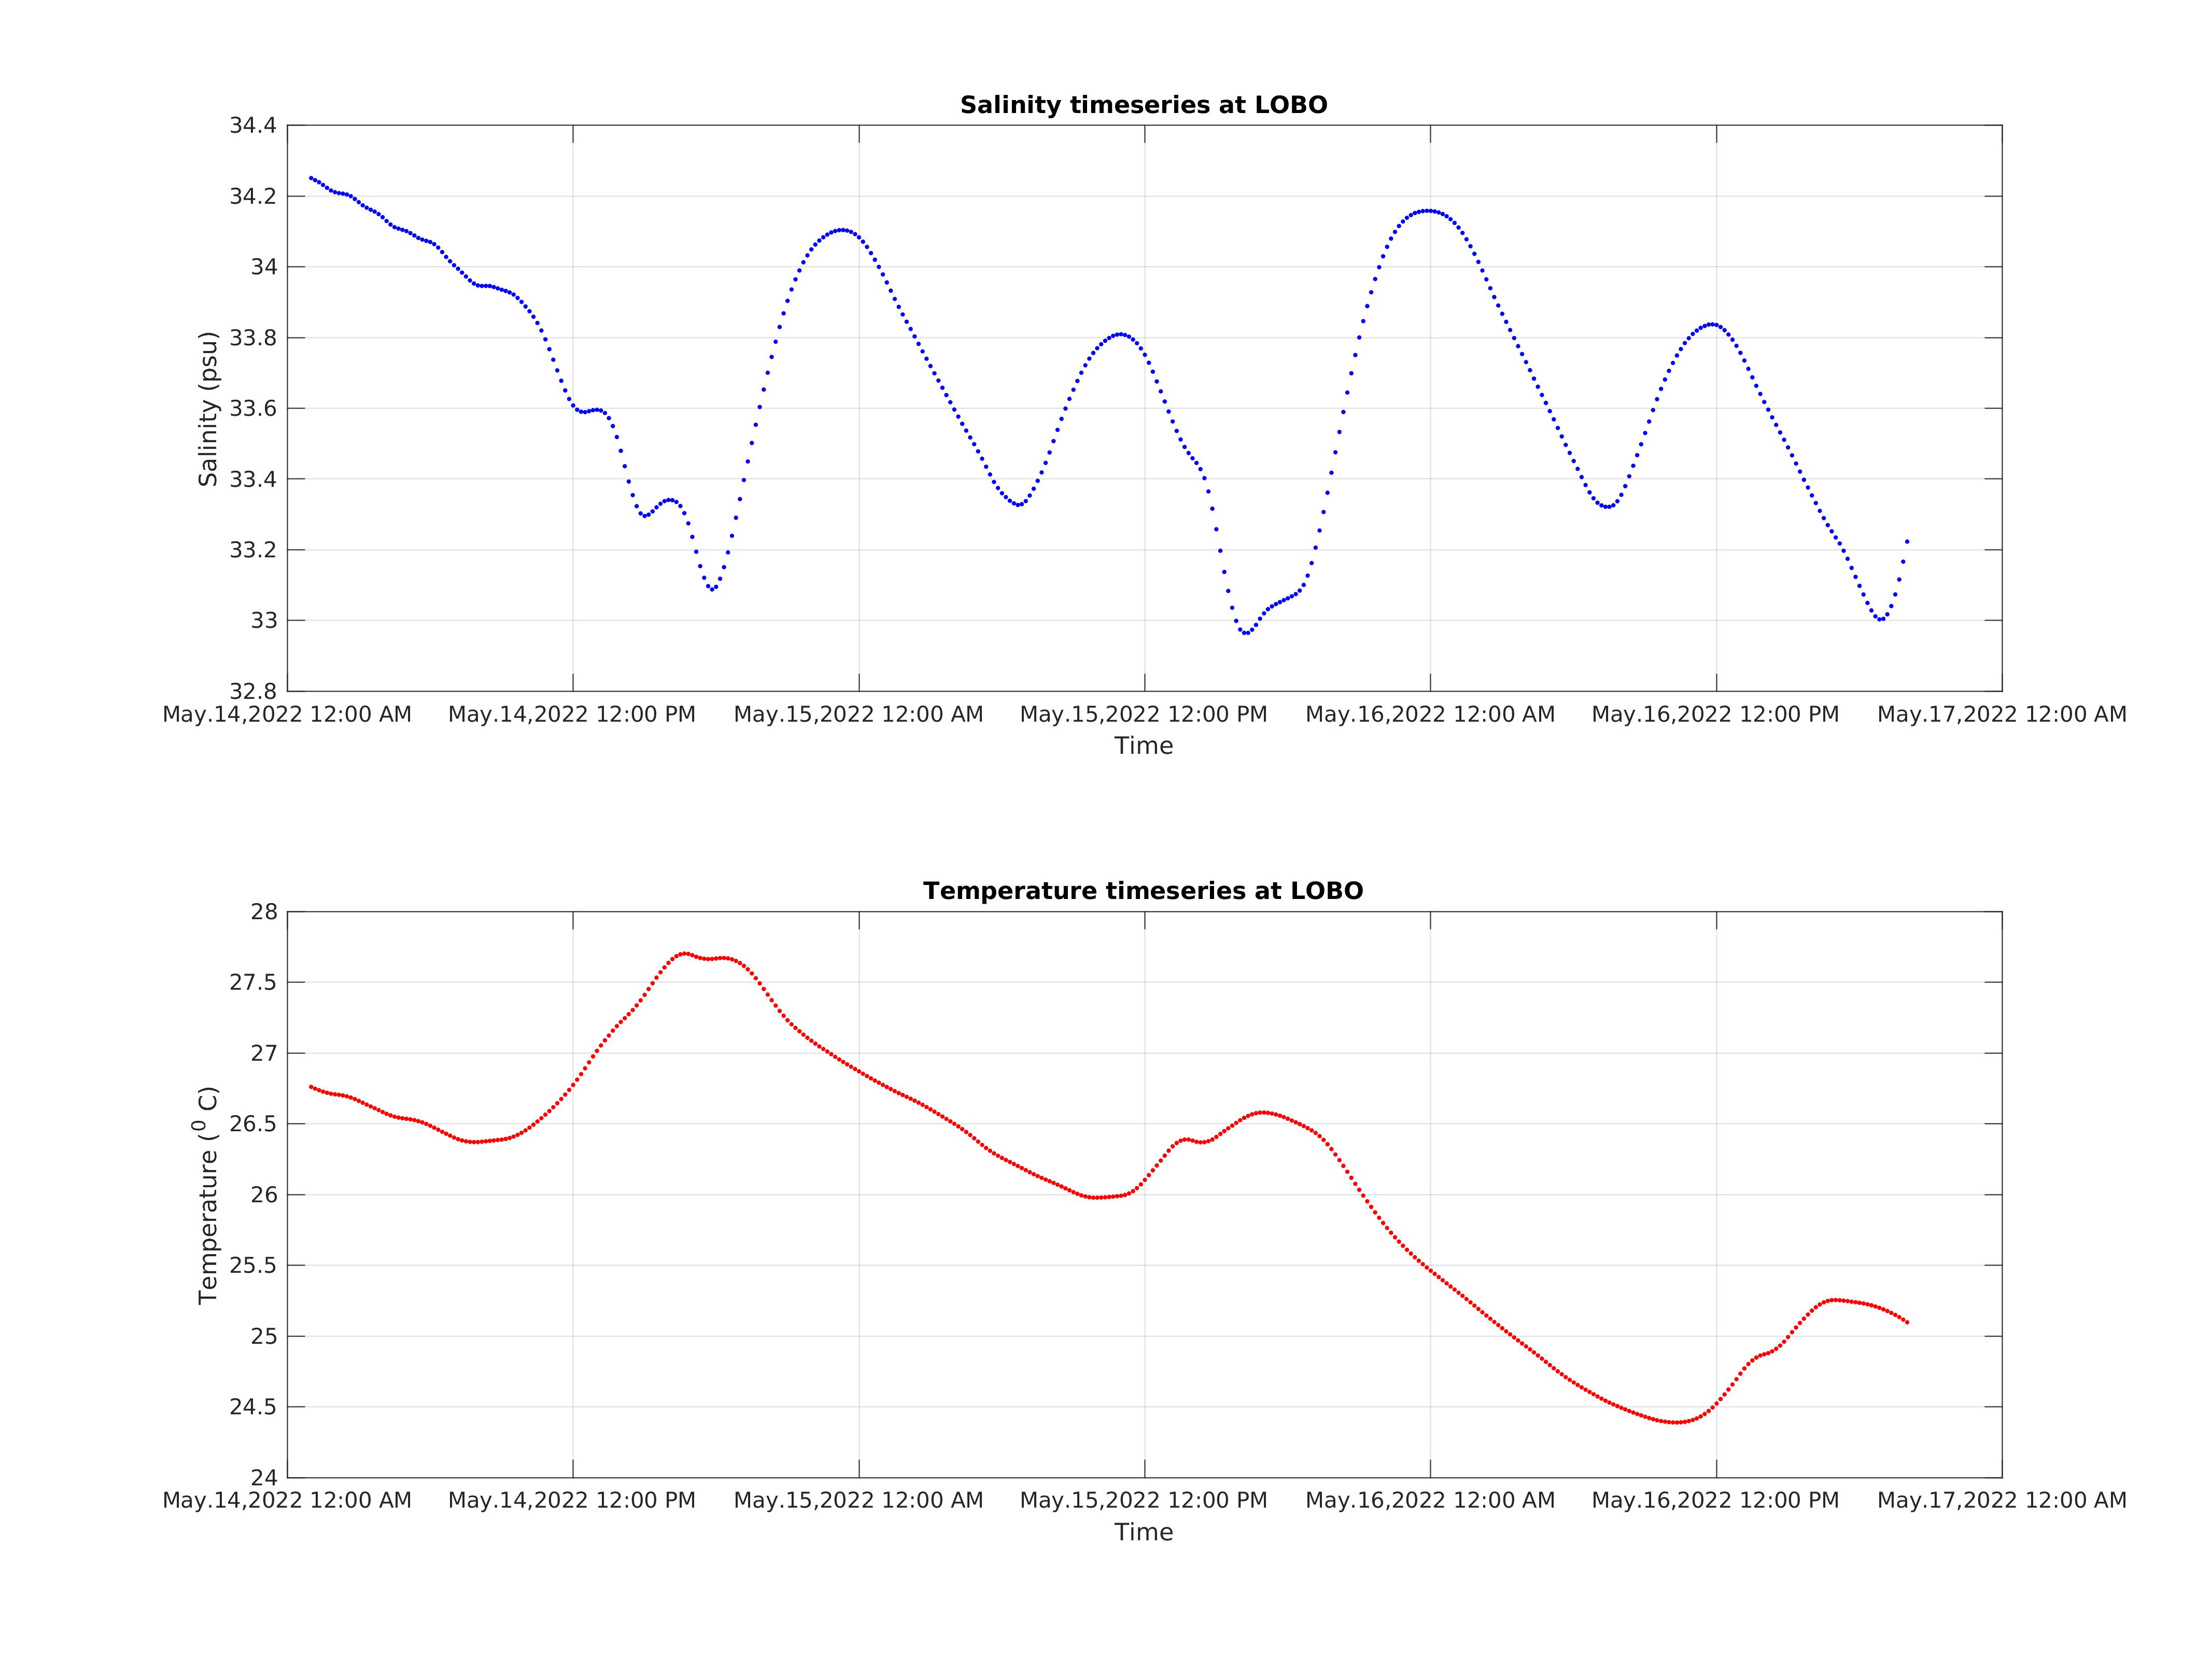 Salinity timeseries at LOBO
34.4
34.2
34
33.8
33.6
33.4
33.2
33
32.8
Salinity (psu)
May.14,2022 12:00 AM May.14,2022 12:00 PM May.15,2022 12:00 AM May.15,2022 12:00 PM May.16,2022 12:00 AM May.16,2022 12:00 PM May.17,2022 12:00 AM
Time
Temperature timeseries at LOBO
28
27.5
27
26.5
26
25.5
25
24.5
24
Temperature (⁰ C)
May.14,2022 12:00 AM May.14,2022 12:00 PM May.15,2022 12:00 AM May.15,2022 12:00 PM May.16,2022 12:00 AM May.16,2022 12:00 PM May.17,2022 12:00 AM
Time